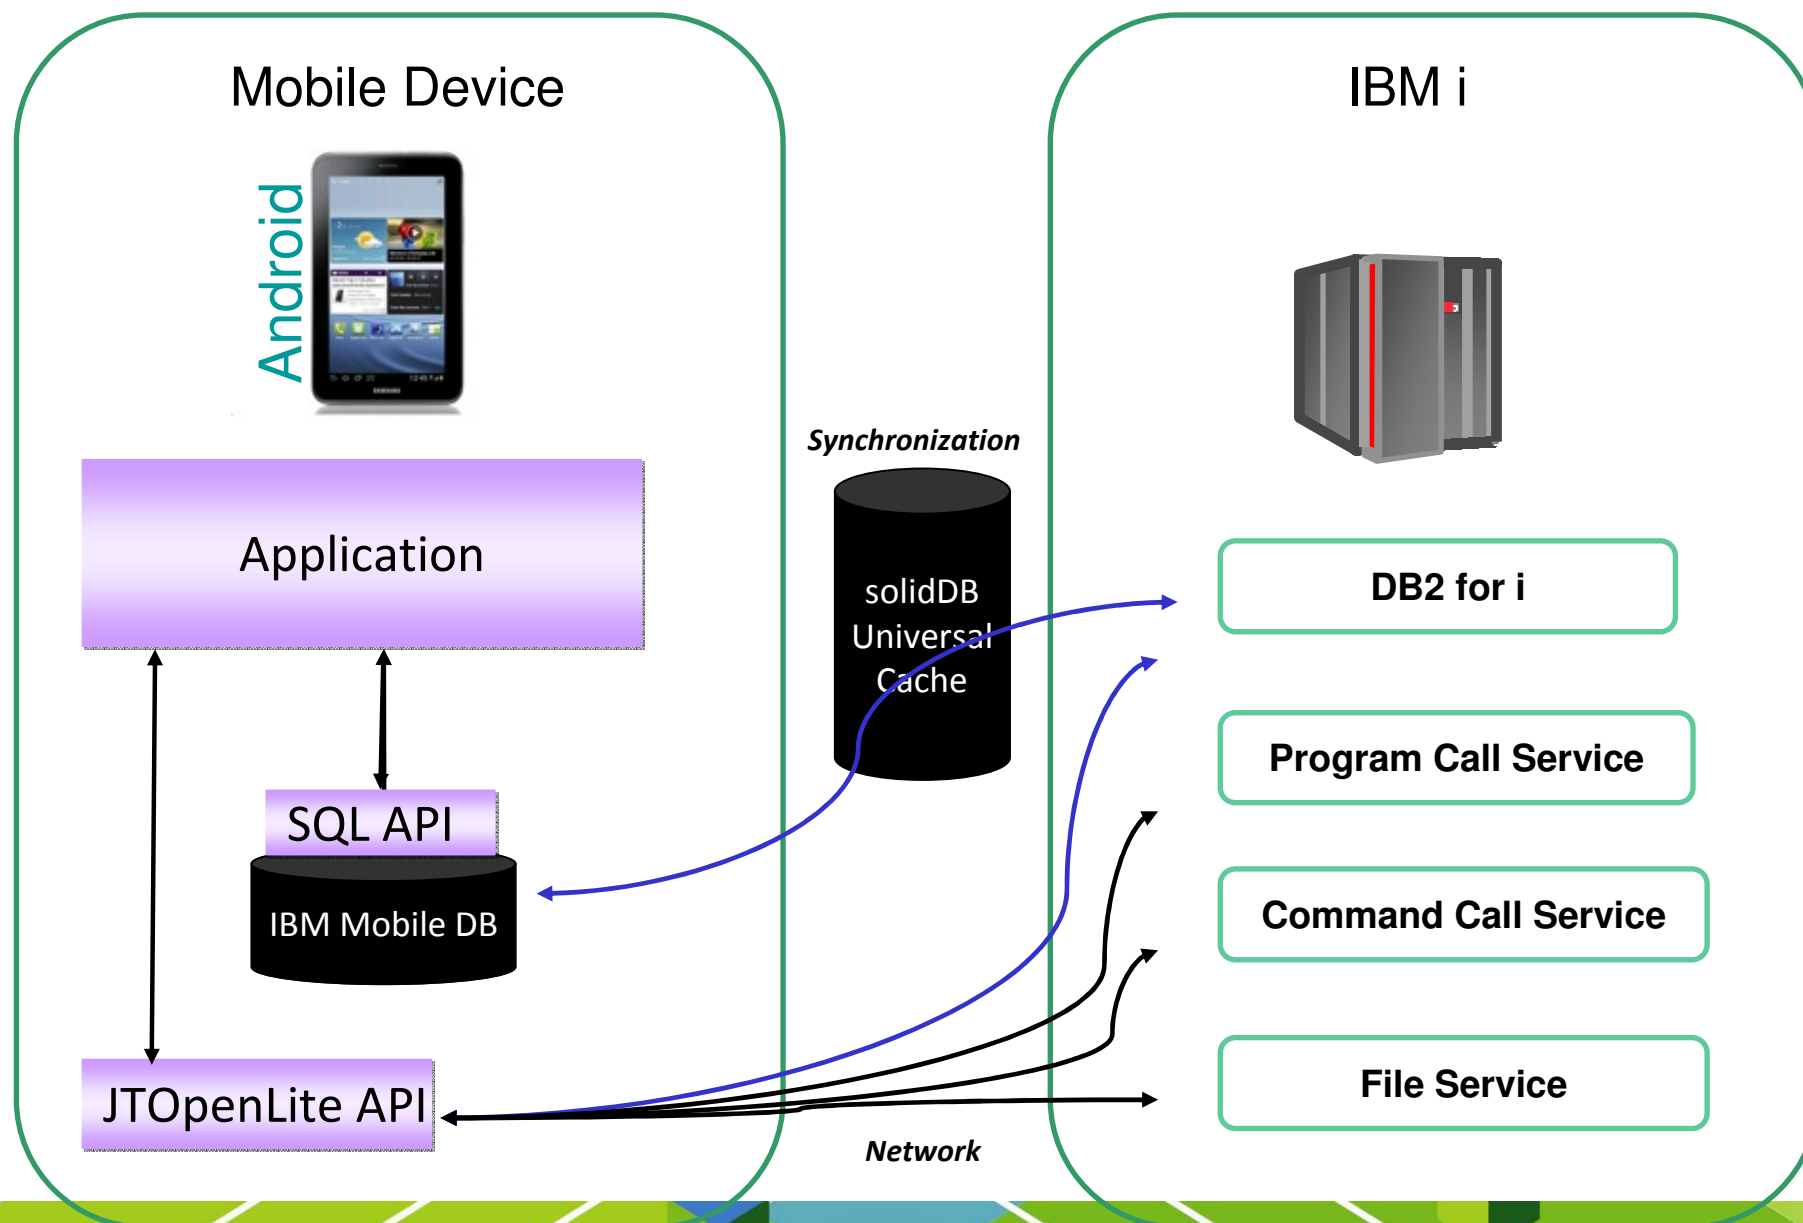 Mobile Device
IBM i
Android
Synchronization
Application
solidDB
Universal
Cache
DB2 for i
Program Call Service
SQL API
IBM Mobile DB
Command Call Service
JTOpenLite API
File Service
Network
SAMSUNG